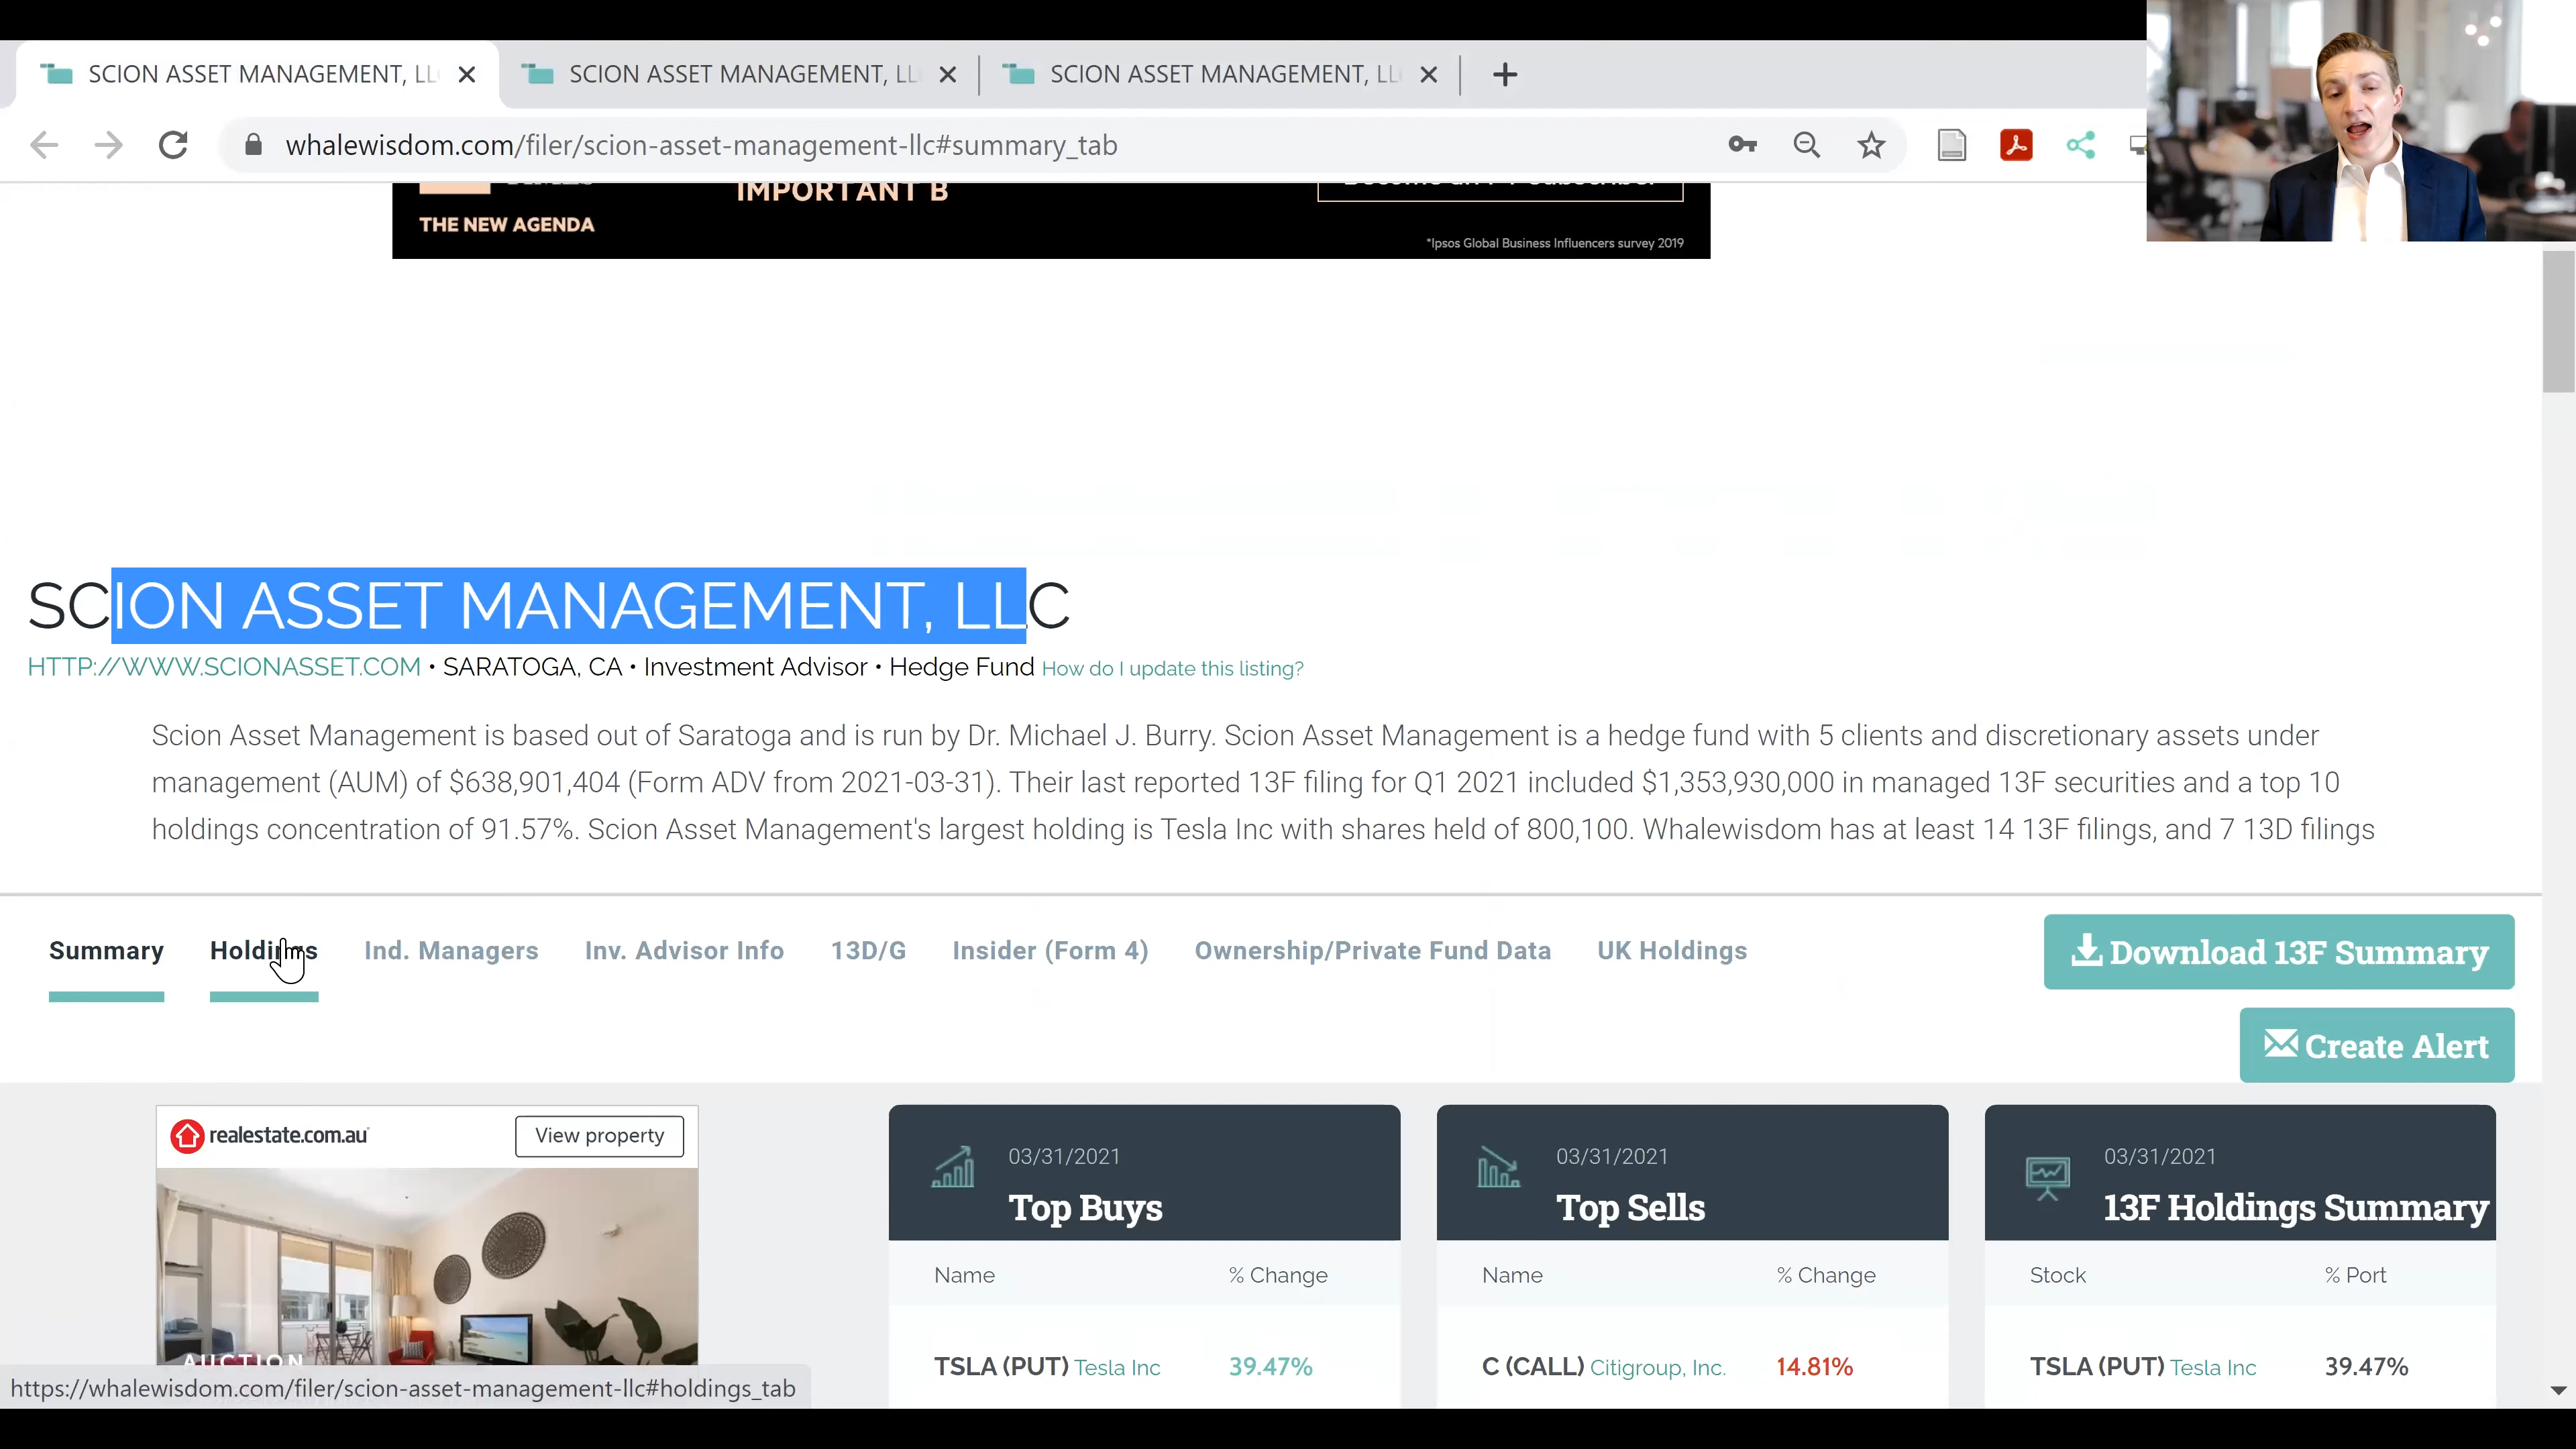 SCION ASSET MANAGEMENT, LL
SCION ASSET MANAGEMENT, LL
SCION ASSET MANAGEMENT, LL
whalewisdom.com/filer/scion-asset-management-llc#summary_tab
IMPORTANT B
THE NEW AGENDA
*Ipsos Global Business Influencers survey 2019
SCION ASSET MANAGEMENT, LLC
HTTP://WWW.SCIONASSET.COM • SARATOGA, CA • Investment Advisor • Hedge Fund How do I update this listing?
Scion Asset Management is based out of Saratoga and is run by Dr. Michael J. Burry. Scion Asset Management is a hedge fund with 5 clients and discretionary assets under
management (AUM) of $638,901,404 (Form ADV from 2021-03-31). Their last reported 13F filing for Q1 2021 included $1,353,930,000 in managed 13F securities and a top 10
holdings concentration of 91.57%. Scion Asset Management's largest holding is Tesla Inc with shares held of 800,100. Whalewisdom has at least 14 13F filings, and 7 13D filings
Summary Holdings Ind. Managers Inv. Advisor Info 13D/G Insider (Form 4) Ownership/Private Fund Data UK Holdings
Download 13F Summary
Create Alert
realestate.com.au
View property
AUCTION
03/31/2021
Top Buys
Name % Change
TSLA (PUT) Tesla Inc 39.47%
03/31/2021
Top Sells
Name % Change
C (CALL) Citigroup, Inc. 14.81%
03/31/2021
13F Holdings Summary
Stock % Port
TSLA (PUT) Tesla Inc 39.47%
https://whalewisdom.com/filer/scion-asset-management-llc#holdings_tab